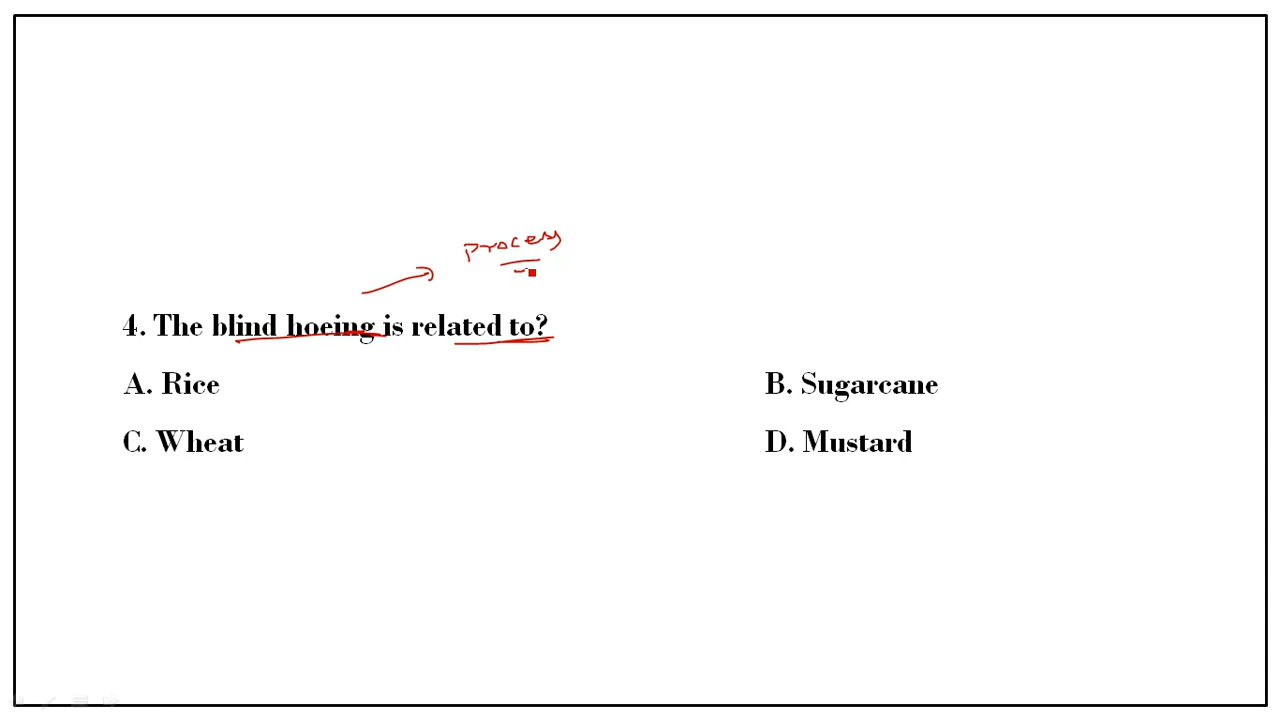 Process
4. The blind hoeing is related to?
A. Rice
B. Sugarcane
C. Wheat
D. Mustard